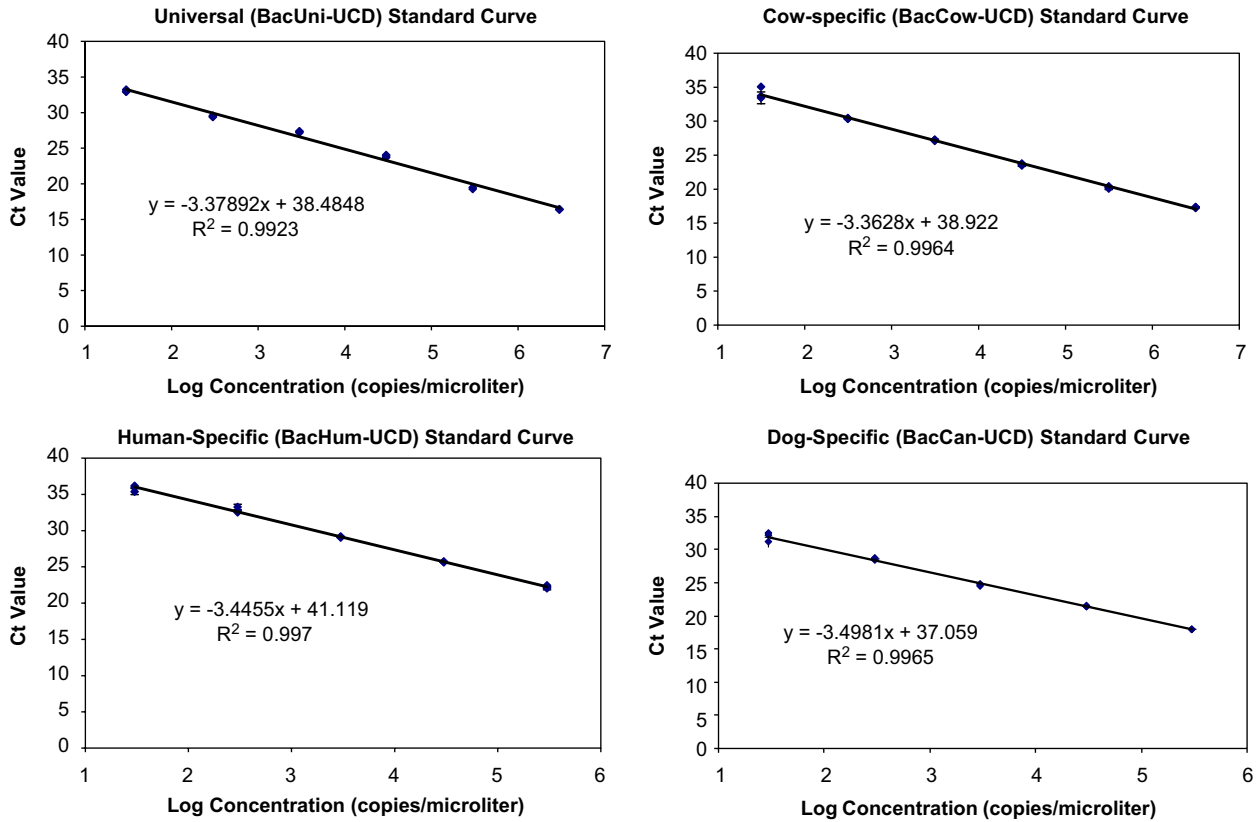 Universal (BacUni-UCD) Standard Curve
40
35
30
25
20
15
10
5
0
Ct Value
y = -3.37892x + 38.4848
R² = 0.9923
1 2 3 4 5 6 7
Log Concentration (copies/microliter)
Cow-specific (BacCow-UCD) Standard Curve
40
35
30
25
20
15
10
5
0
Ct Value
y = -3.3628x + 38.922
R² = 0.9964
1 2 3 4 5 6 7
Log Concentration (copies/microliter)
Human-Specific (BacHum-UCD) Standard Curve
40
35
30
25
20
15
10
5
0
Ct Value
y = -3.4455x + 41.119
R² = 0.997
1 2 3 4 5 6
Log Concentration (copies/microliter)
Dog-Specific (BacCan-UCD) Standard Curve
40
35
30
25
20
15
10
5
0
Ct Value
y = -3.4981x + 37.059
R² = 0.9965
1 2 3 4 5 6
Log Concentration (copies/microliter)